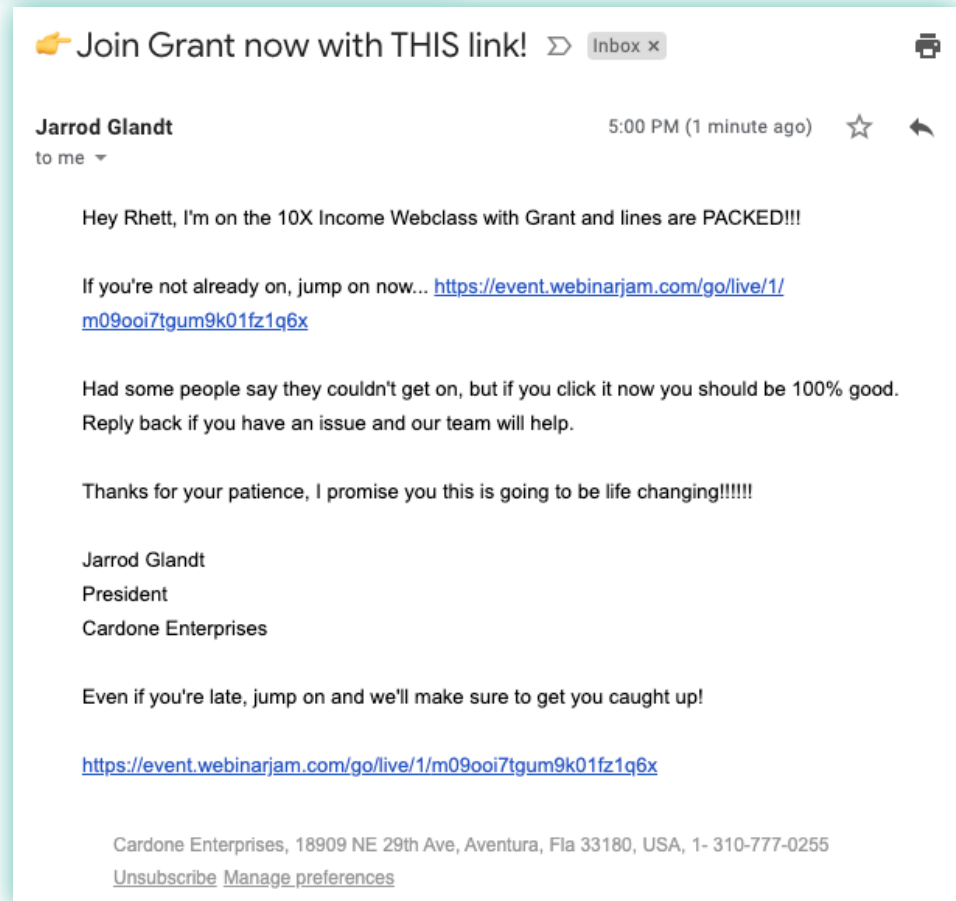 👉 Join Grant now with THIS link! Inbox ×
Jarrod Glandt 5:00 PM (1 minute ago)
to me
Hey Rhett, I'm on the 10X Income Webclass with Grant and lines are PACKED!!!
If you're not already on, jump on now... https://event.webinarjam.com/go/live/1/
m09ooi7tgum9k01fz1q6x
Had some people say they couldn't get on, but if you click it now you should be 100% good.
Reply back if you have an issue and our team will help.
Thanks for your patience, I promise you this is going to be life changing!!!!!!
Jarrod Glandt
President
Cardone Enterprises
Even if you're late, jump on and we'll make sure to get you caught up!
https://event.webinarjam.com/go/live/1/m09ooi7tgum9k01fz1q6x
Cardone Enterprises, 18909 NE 29th Ave, Aventura, Fla 33180, USA, 1- 310-777-0255
Unsubscribe Manage preferences